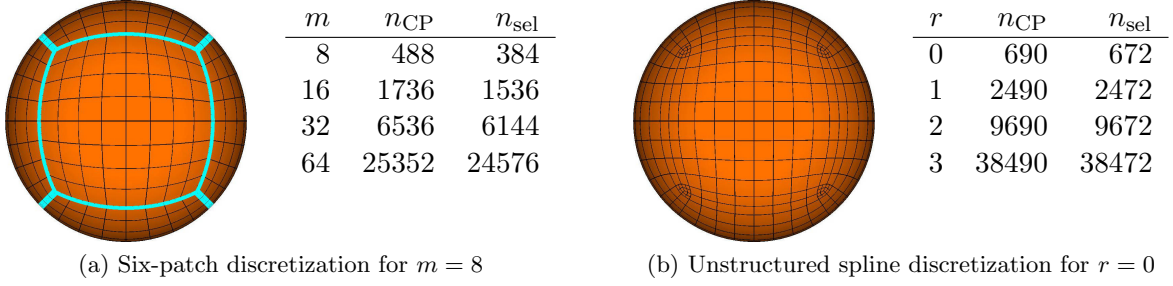 m n_CP n_sel
8 488 384
16 1736 1536
32 6536 6144
64 25352 24576
(a) Six-patch discretization for m = 8
r n_CP n_sel
0 690 672
1 2490 2472
2 9690 9672
3 38490 38472
(b) Unstructured spline discretization for r = 0